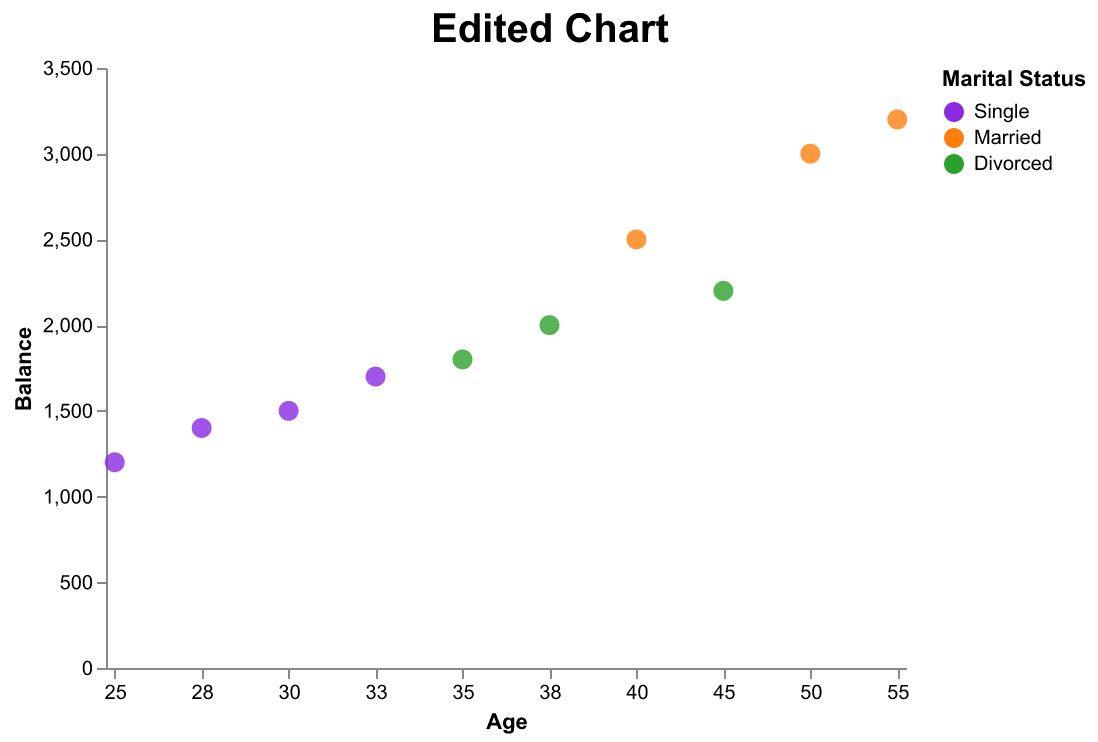 Edited Chart
3,500
3,000
2,500
2,000
1,500
1,000
500
0
Balance
25 28 30 33 35 38 40 45 50 55
Age
Marital Status
Single
Married
Divorced